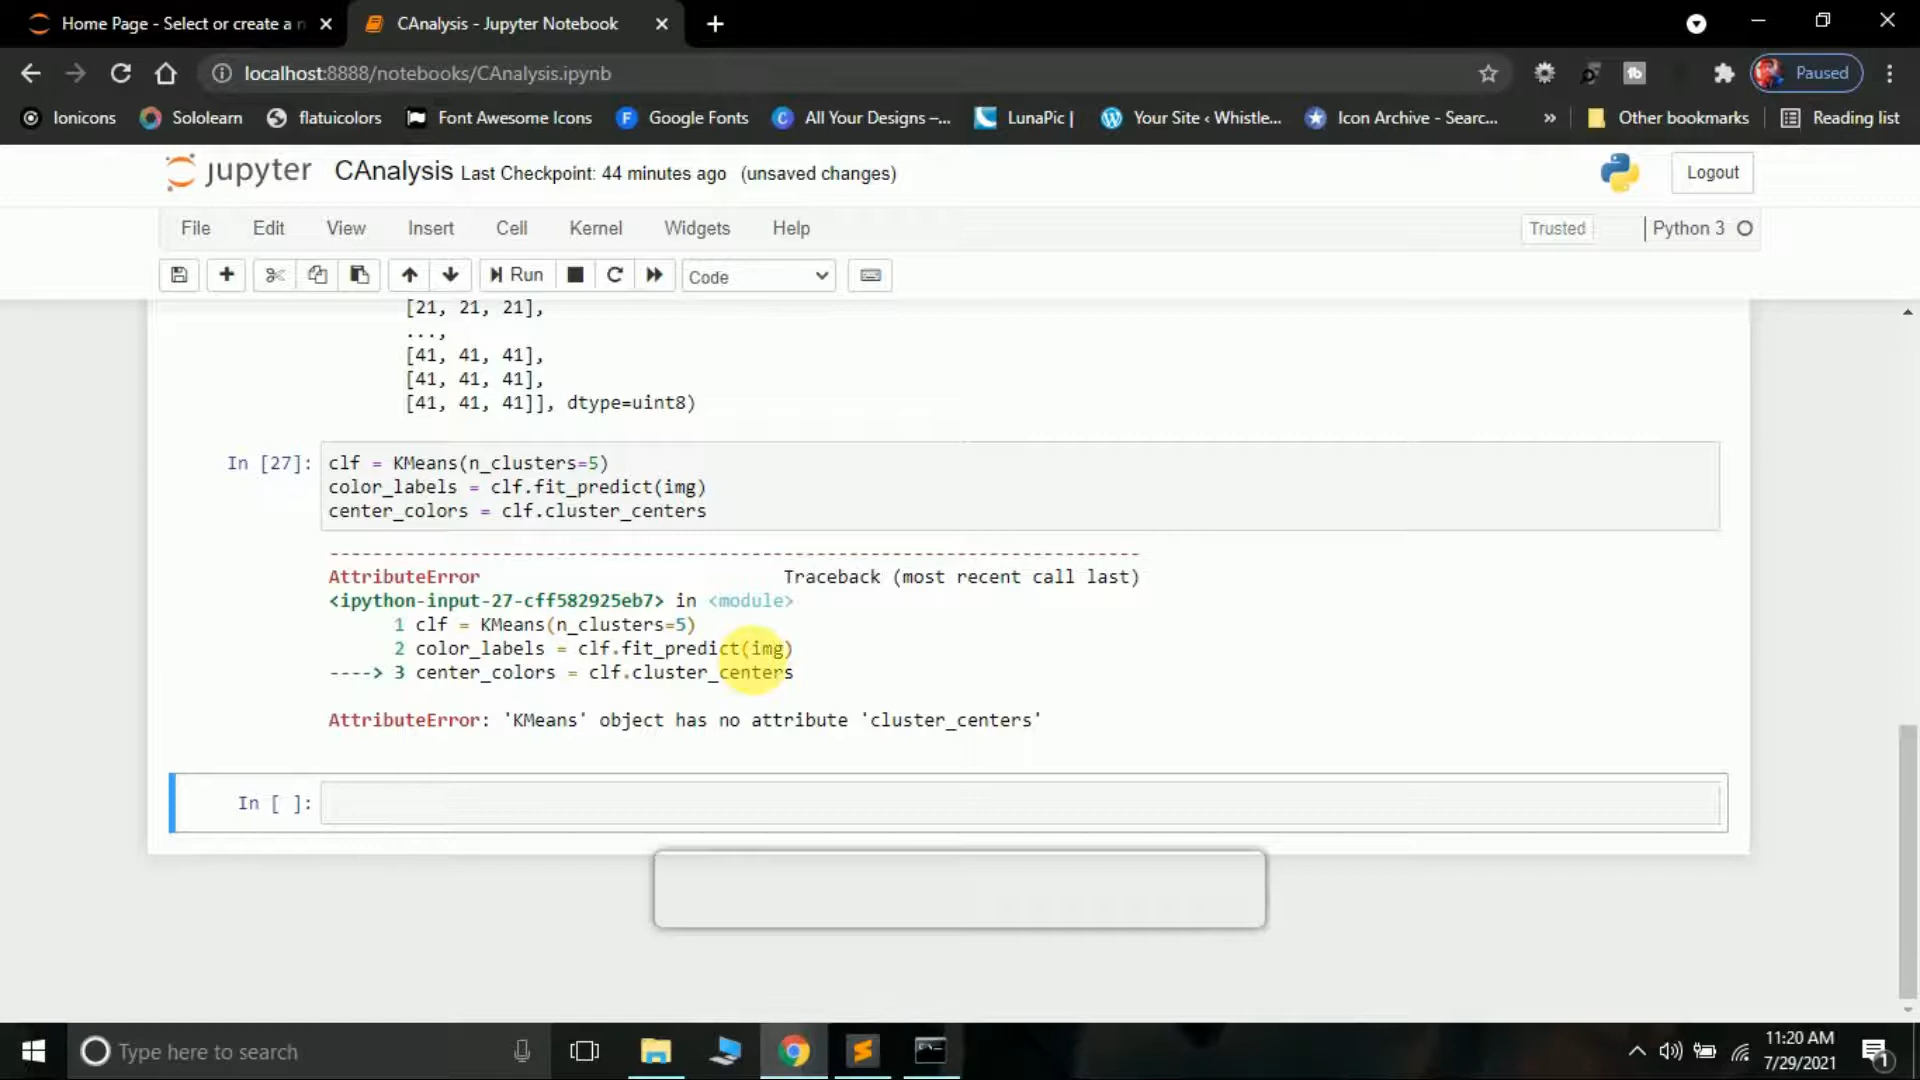 Home Page - Select or create a n
CAnalysis - Jupyter Notebook
localhost:8888/notebooks/CAnalysis.ipynb
Paused
Ionicons
Sololearn
flatuicolors
Font Awesome Icons
Google Fonts
All Your Designs –...
LunaPic |
Your Site ‹ Whistle...
Icon Archive - Searc...
»
Other bookmarks
Reading list
jupyter CAnalysis Last Checkpoint: 44 minutes ago (unsaved changes)
Logout
File Edit View Insert Cell Kernel Widgets Help
Trusted
Python 3
Run
Code
[21, 21, 21],
...,
[41, 41, 41],
[41, 41, 41],
[41, 41, 41]], dtype=uint8)
In [27]: clf = KMeans(n_clusters=5)
color_labels = clf.fit_predict(img)
center_colors = clf.cluster_centers
---------------------------------------------------------------------------
AttributeError Traceback (most recent call last)
<ipython-input-27-cff582925eb7> in <module>
1 clf = KMeans(n_clusters=5)
2 color_labels = clf.fit_predict(img)
----> 3 center_colors = clf.cluster_centers
AttributeError: 'KMeans' object has no attribute 'cluster_centers'
In [ ]:
Type here to search
11:20 AM
7/29/2021
1